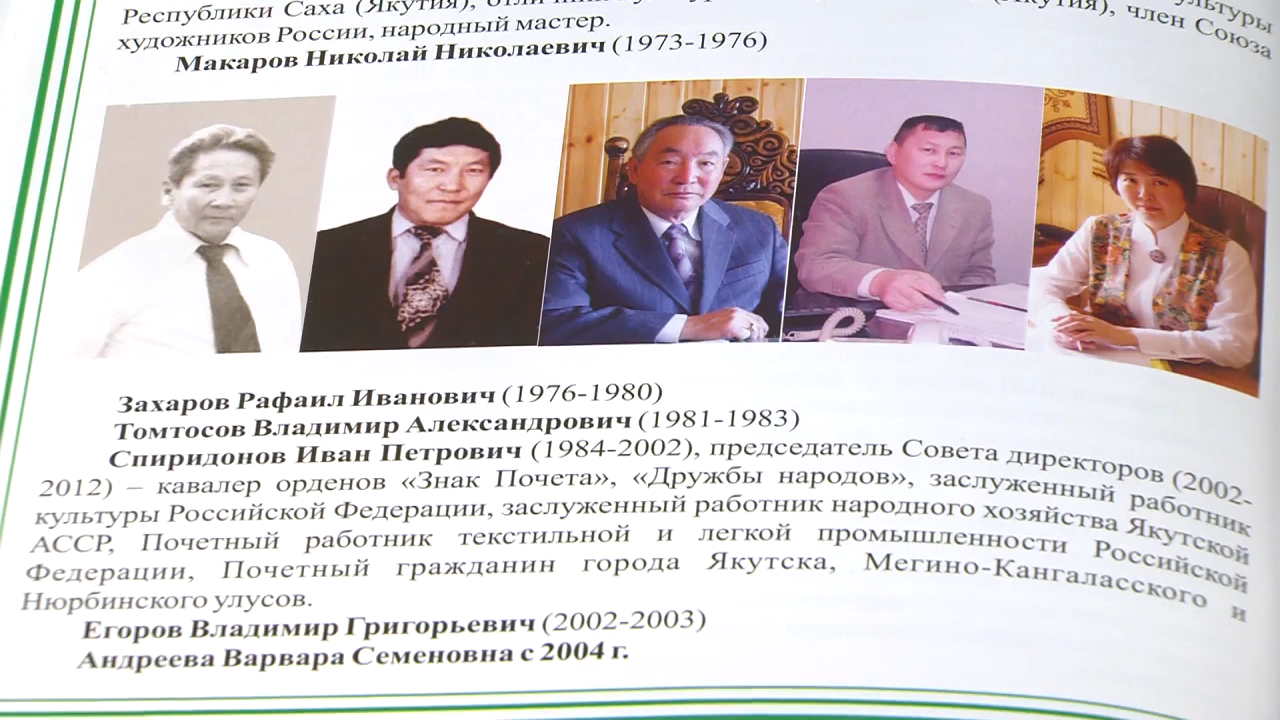 Республики Саха (Якутия), (Якутия), член Союза
художников России, народный мастер.
Макаров Николай Николаевич (1973-1976)
Захаров Рафаил Иванович (1976-1980)
Томтосов Владимир Александрович (1981-1983)
Спиридонов Иван Петрович (1984-2002), председатель Совета директоров (2002-
2012) – кавалер орденов «Знак Почета», «Дружбы народов», заслуженный работник
культуры Российской Федерации, заслуженный работник народного хозяйства Якутской
АССР, Почетный работник текстильной и легкой промышленности Российской
Федерации, Почетный гражданин города Якутска, Мегино-Кангаласского и
Нюрбинского улусов.
Егоров Владимир Григорьевич (2002-2003)
Андреева Варвара Семеновна с 2004 г.